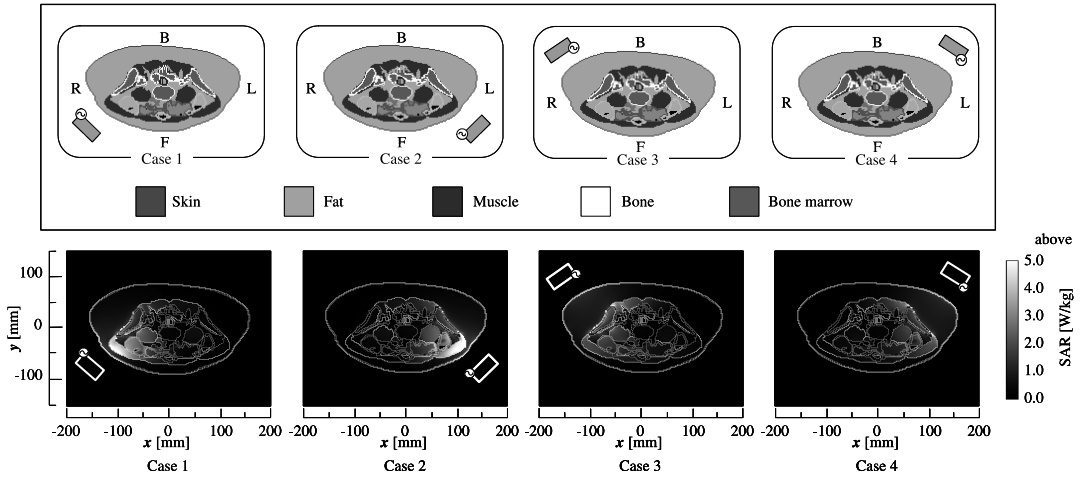 B B B B
R L R L R L R L
F F F F
Case 1 Case 2 Case 3 Case 4
Skin Fat Muscle Bone Bone marrow
above
100 5.0
4.0
0 3.0
2.0
-100 1.0
0.0
y [mm]
SAR [W/kg]
-200 -100 0 100 200 -200 -100 0 100 200 -200 -100 0 100 200 -200 -100 0 100 200
x [mm] x [mm] x [mm] x [mm]
Case 1 Case 2 Case 3 Case 4